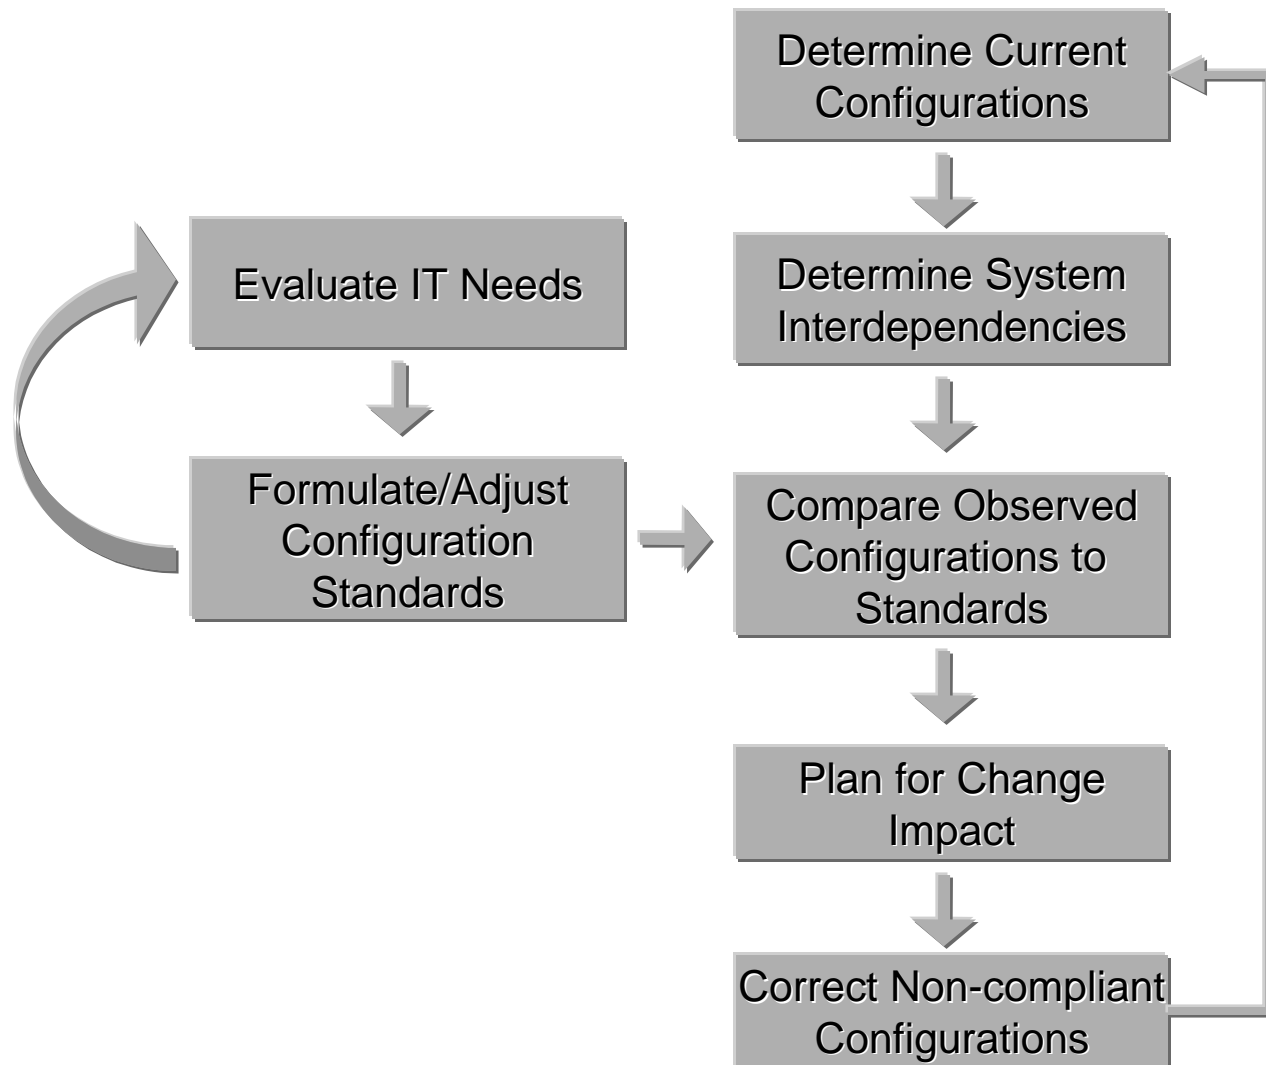 Determine Current
Configurations
Evaluate IT Needs
Determine System
Interdependencies
Formulate/Adjust
Configuration
Standards
Compare Observed
Configurations to
Standards
Plan for Change
Impact
Correct Non-compliant
Configurations